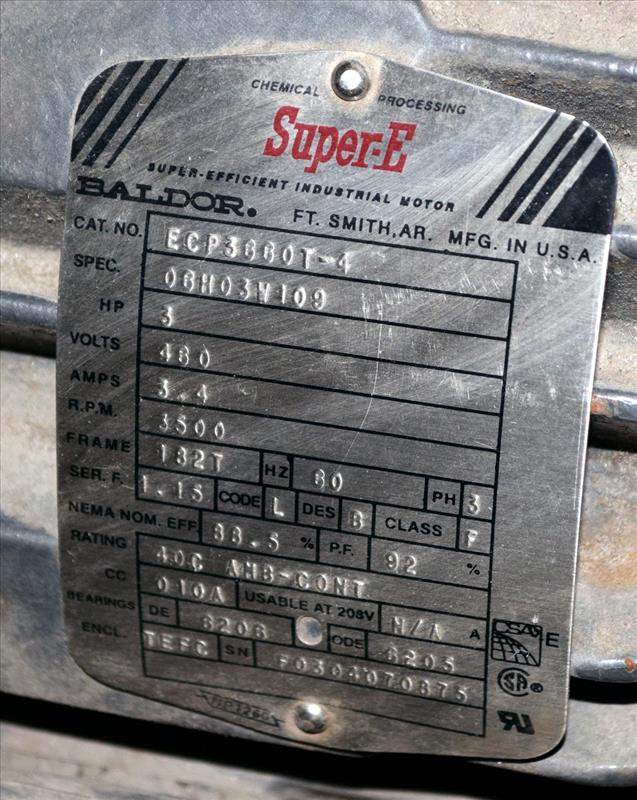 CHEMICAL PROCESSING
Super-E
SUPER-EFFICIENT INDUSTRIAL MOTOR
BALDOR. FT. SMITH, AR. MFG. IN U.S.A.
CAT. NO. ECP3660T-4
SPEC. 06H03W109
HP 3
VOLTS 460
AMPS 3.4
R.P.M. 3500
FRAME 182T HZ 60 PH 3
SER. F. 1.15 CODE L DES B CLASS F
NEMA NOM. EFF 88.5 % P.F. 92 %
RATING 40C AMB-CONT
CC 010A USABLE AT 208V N/A A
BEARINGS DE 6206 ODE 6205
ENCL. TEFC SN F0304070875
CSA E
SA ®